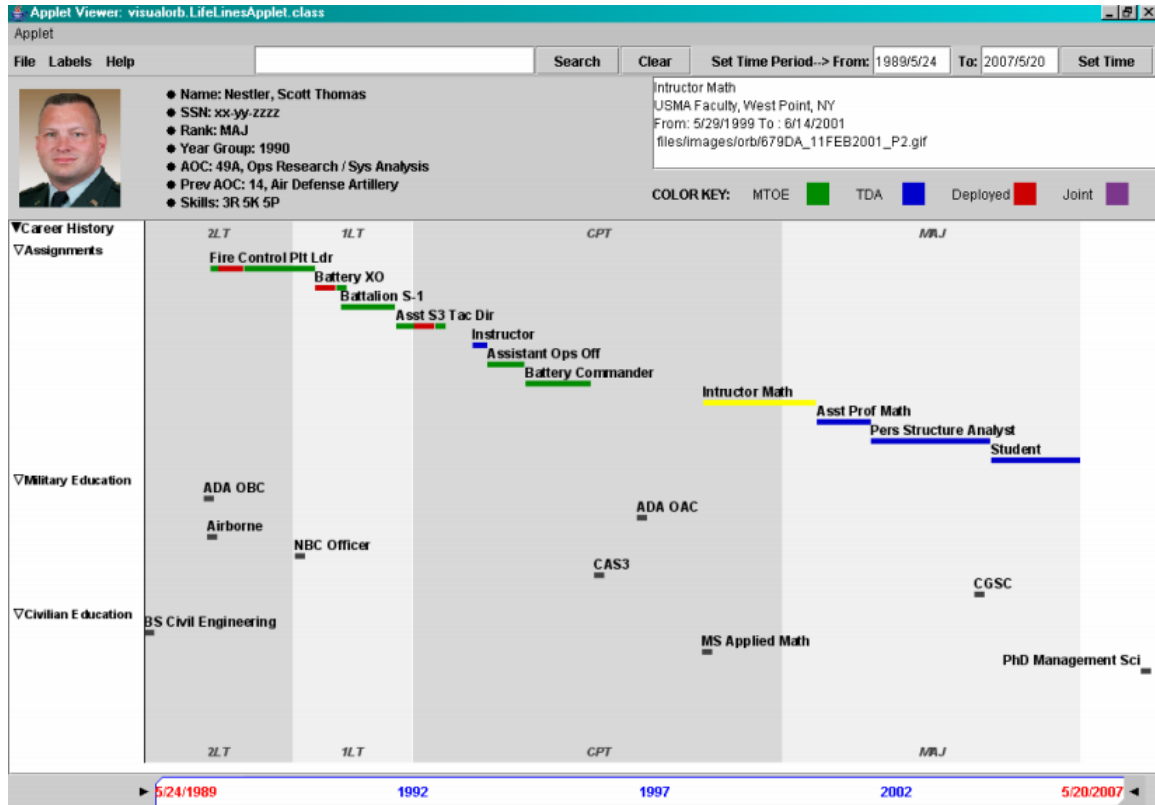 Applet Viewer: visualorb.LifeLinesApplet.class
Applet
File Labels Help Search Clear Set Time Period--> From: 1989/5/24 To: 2007/5/20 Set Time
Name: Nestler, Scott Thomas
SSN: xx-yy-zzzz
Rank: MAJ
Year Group: 1990
AOC: 49A, Ops Research / Sys Analysis
Prev AOC: 14, Air Defense Artillery
Skills: 3R 5K 5P
Intructor Math
USMA Faculty, West Point, NY
From: 5/29/1999 To : 6/14/2001
files/images/orb/679DA_11FEB2001_P2.gif
COLOR KEY: MTOE TDA Deployed Joint
Career History
2LT 1LT CPT MAJ
Assignments
Fire Control Plt Ldr
Battery XO
Battalion S-1
Asst S3 Tac Dir
Instructor
Assistant Ops Off
Battery Commander
Intructor Math
Asst Prof Math
Pers Structure Analyst
Student
Military Education
ADA OBC
ADA OAC
Airborne
NBC Officer
CAS3
CGSC
Civilian Education
BS Civil Engineering
MS Applied Math
PhD Management Sci
2LT 1LT CPT MAJ
5/24/1989 1992 1997 2002 5/20/2007